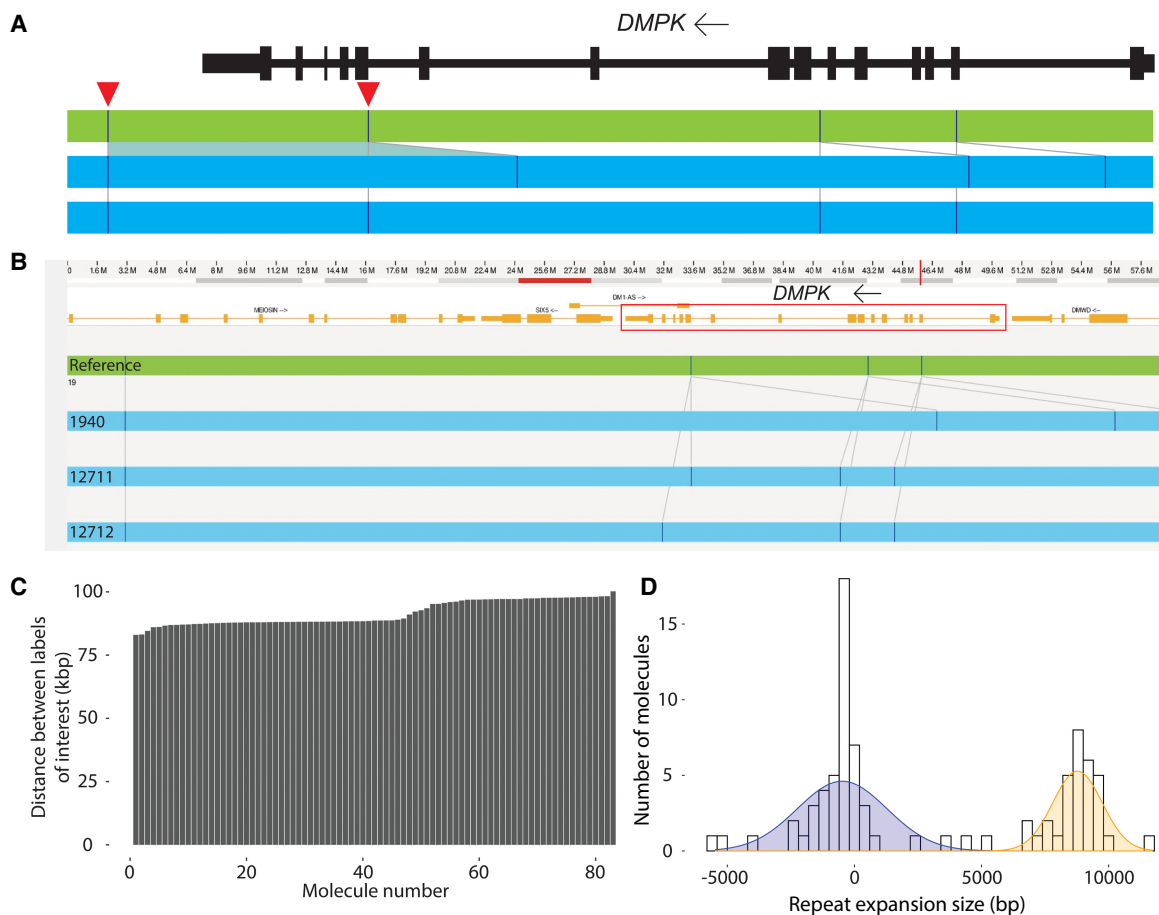 A
DMPK ←
B
0 1.6 M 3.2 M 4.8 M 6.4 M 8 M 9.6 M 11.2 M 12.8 M 14.4 M 16 M 17.6 M 19.2 M 20.8 M 22.4 M 24 M 25.6 M 27.2 M 28.8 M 30.4 M 32 M 33.6 M 35.2 M 36.8 M 38.4 M 40 M 41.6 M 43.2 M 44.8 M 46.4 M 48 M 49.6 M 51.2 M 52.8 M 54.4 M 56 M 57.6 M
DM1-AS -->
DMPK ←
MEIOSIN --> SIX5 <-- DMWD <--
Reference
19
1940
12711
12712
C
100 -
75 -
50 -
25 -
0 -
Distance between labels
of interest (kbp)
0 20 40 60 80
Molecule number
D
15 -
10 -
5 -
0 -
Number of molecules
-5000 0 5000 10000
Repeat expansion size (bp)